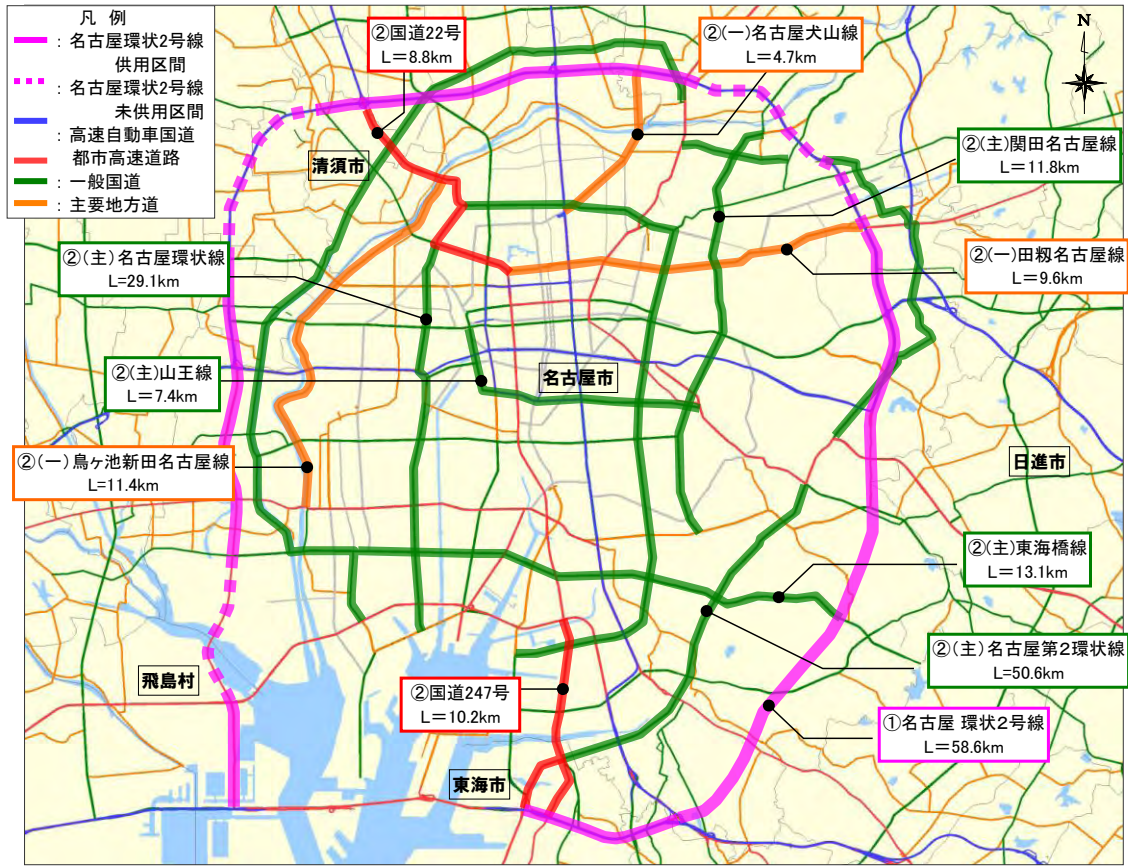 凡 例
: 名古屋環状2号線
供用区間
: 名古屋環状2号線
未供用区間
: 高速自動車国道
都市高速道路
: 一般国道
: 主要地方道
②国道22号
L=8.8km
②(一)名古屋犬山線
L=4.7km
N
②(主)関田名古屋線
L=11.8km
清須市
②(主)名古屋環状線
L=29.1km
②(一)田籾名古屋線
L=9.6km
②(主)山王線
L=7.4km
名古屋市
②(一)鳥ヶ池新田名古屋線
L=11.4km
日進市
②(主)東海橋線
L=13.1km
②(主)名古屋第2環状線
L=50.6km
飛島村
②国道247号
L=10.2km
①名古屋 環状2号線
L=58.6km
東海市